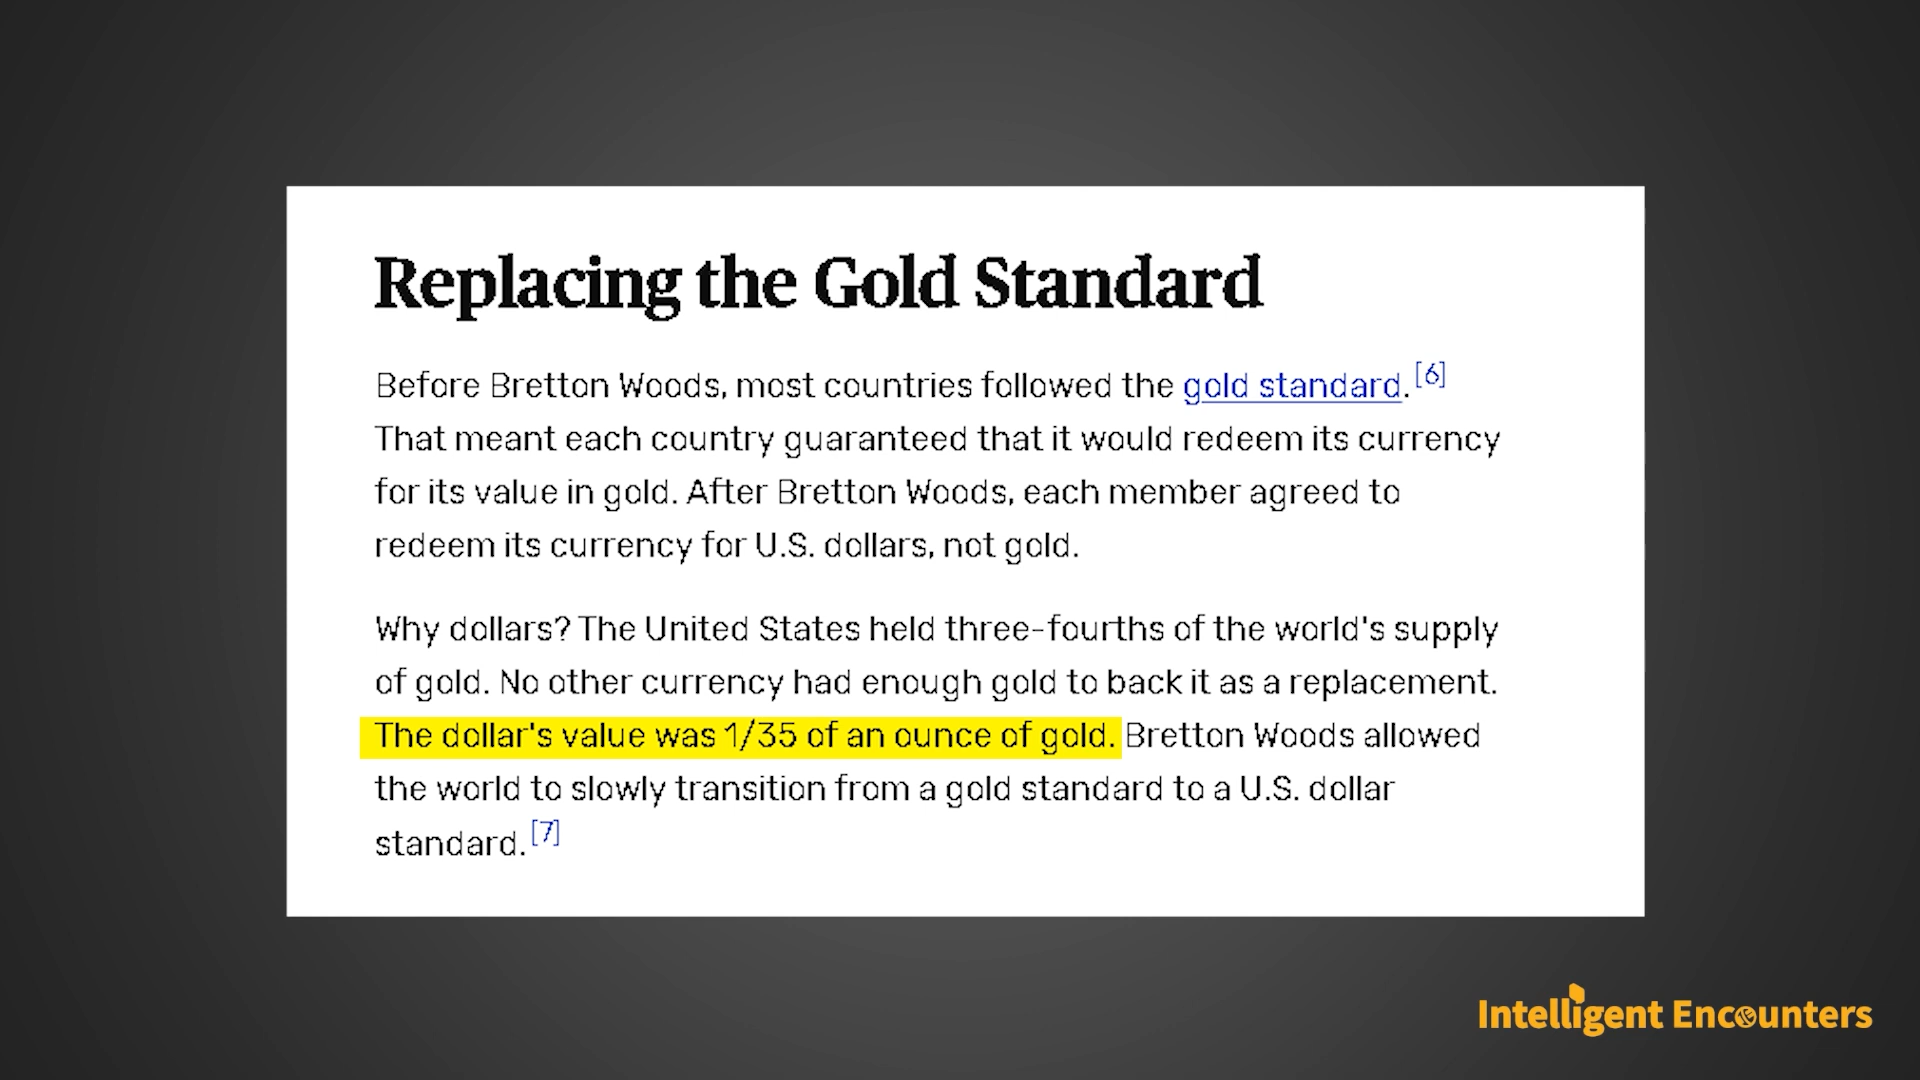 Replacing the Gold Standard
Before Bretton Woods, most countries followed the gold standard.[6]
That meant each country guaranteed that it would redeem its currency
for its value in gold. After Bretton Woods, each member agreed to
redeem its currency for U.S. dollars, not gold.
Why dollars? The United States held three-fourths of the world's supply
of gold. No other currency had enough gold to back it as a replacement.
The dollar's value was 1/35 of an ounce of gold. Bretton Woods allowed
the world to slowly transition from a gold standard to a U.S. dollar
standard.[7]
Intelligent Encounters